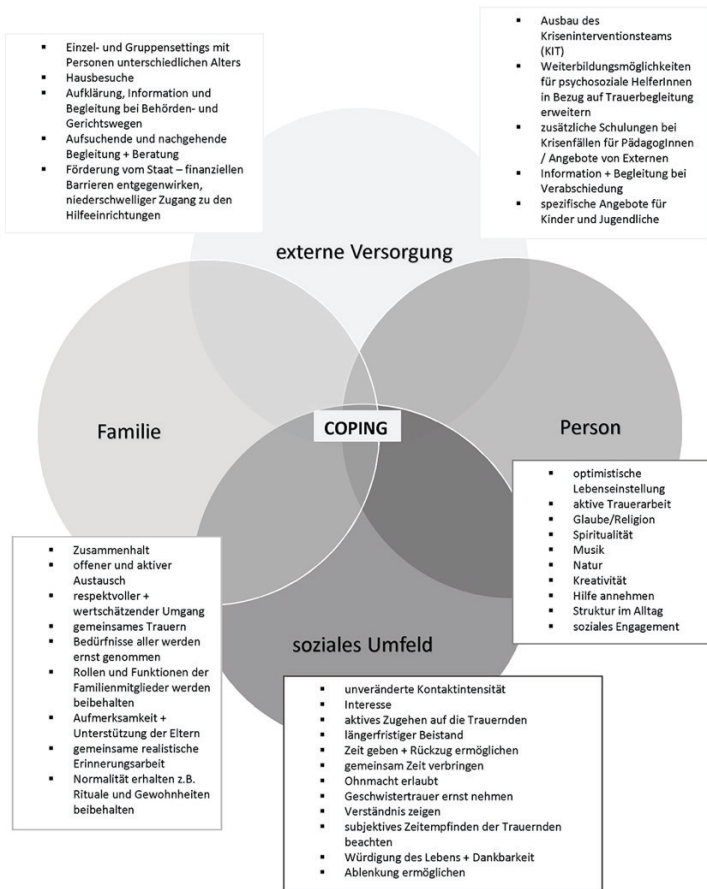 Einzel- und Gruppensettings mit
Personen unterschiedlichen Alters
Hausbesuche
Aufklärung, Information und
Begleitung bei Behörden- und
Gerichtswegen
Aufsuchende und nachgehende
Begleitung + Beratung
Förderung vom Staat – finanziellen
Barrieren entgegenwirken,
niederschwelliger Zugang zu den
Hilfeeinrichtungen
Ausbau des
Kriseninterventionsteams
(KIT)
Weiterbildungsmöglichkeiten
für psychosoziale HelferInnen
in Bezug auf Trauerbegleitung
erweitern
zusätzliche Schulungen bei
Krisenfällen für PädagogInnen
/ Angebote von Externen
Information + Begleitung bei
Verabschiedung
spezifische Angebote für
Kinder und Jugendliche
externe Versorgung
Familie
COPING
Person
optimistische
Lebenseinstellung
aktive Trauerarbeit
Glaube/Religion
Spiritualität
Musik
Natur
Kreativität
Hilfe annehmen
Struktur im Alltag
soziales Engagement
Zusammenhalt
offener und aktiver
Austausch
respektvoller +
wertschätzender Umgang
gemeinsames Trauern
Bedürfnisse aller werden
ernst genommen
Rollen und Funktionen der
Familienmitglieder werden
beibehalten
Aufmerksamkeit +
Unterstützung der Eltern
gemeinsame realistische
Erinnerungsarbeit
Normalität erhalten z.B.
Rituale und Gewohnheiten
beibehalten
soziales Umfeld
unveränderte Kontaktintensität
Interesse
aktives Zugehen auf die Trauernden
längerfristiger Beistand
Zeit geben + Rückzug ermöglichen
gemeinsam Zeit verbringen
Ohnmacht erlaubt
Geschwistertrauer ernst nehmen
Verständnis zeigen
subjektives Zeitempfinden der Trauernden
beachten
Würdigung des Lebens + Dankbarkeit
Ablenkung ermöglichen